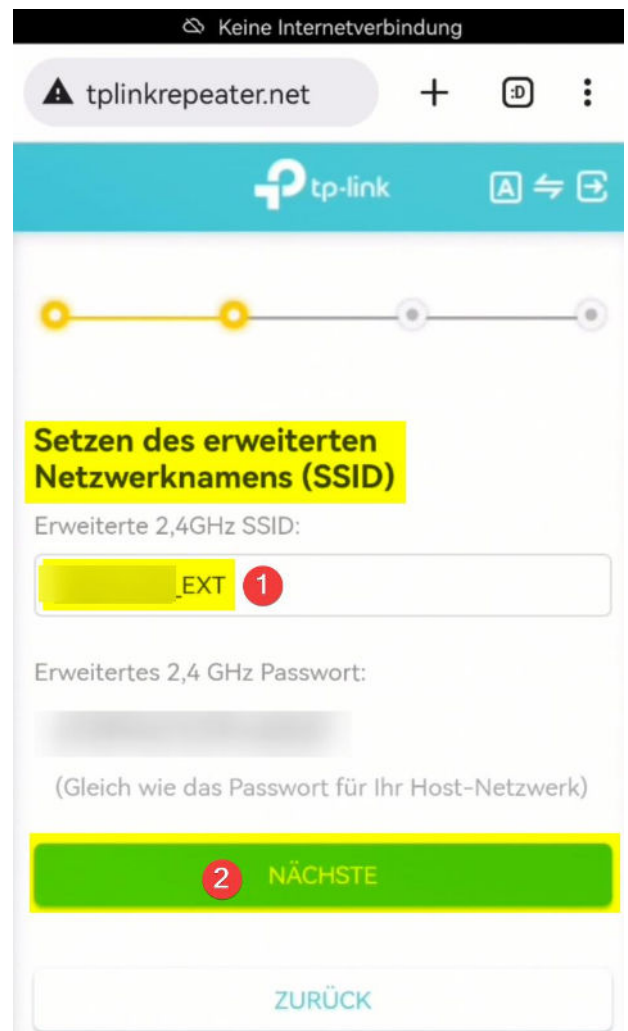 Keine Internetverbindung
tplinkrepeater.net
:D
tp-link
A
Setzen des erweiterten
Netzwerknamens (SSID)
Erweiterte 2,4GHz SSID:
_EXT 1
Erweitertes 2,4 GHz Passwort:
(Gleich wie das Passwort für Ihr Host-Netzwerk)
2 NÄCHSTE
ZURÜCK